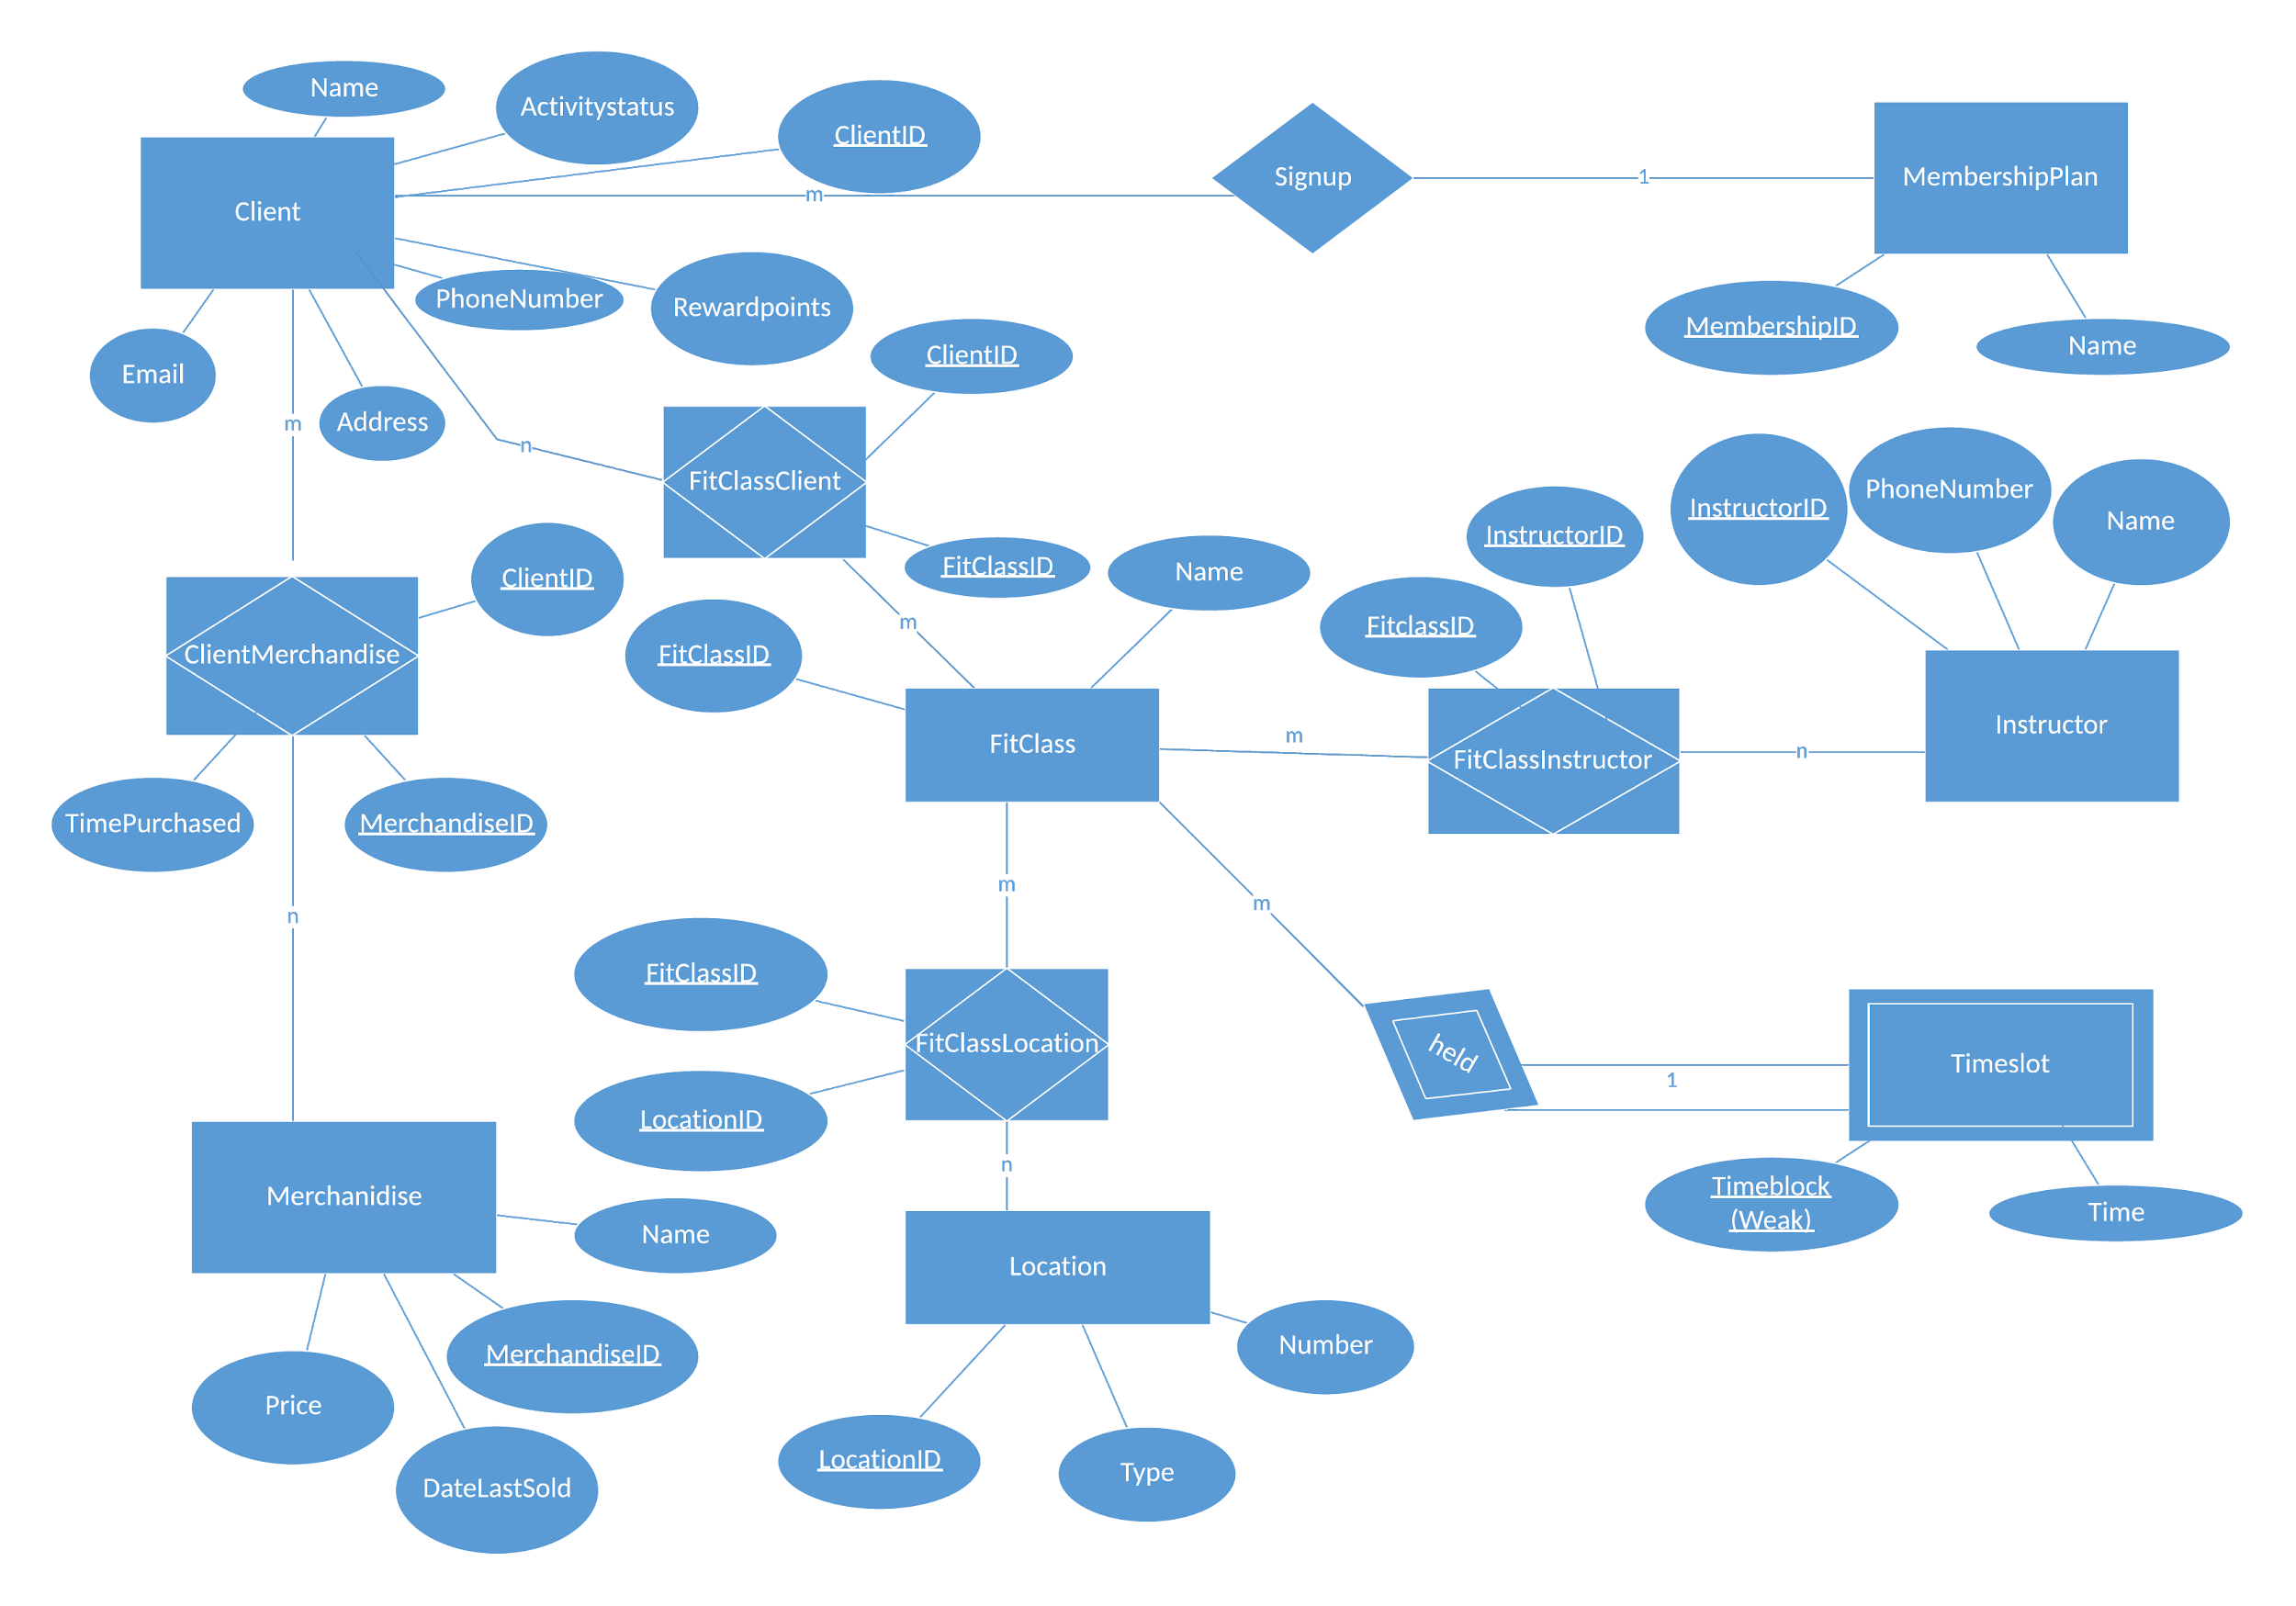 Name
Activitystatus
ClientID
Signup
1
MembershipPlan
m
Client
PhoneNumber
Rewardpoints
MembershipID
Name
Email
Address
ClientID
m
n
FitClassClient
InstructorID
PhoneNumber
Name
InstructorID
ClientID
FitClassID
Name
m
FitclassID
ClientMerchandise
FitClassID
FitClass
m
FitClassInstructor
n
Instructor
TimePurchased
MerchandiseID
m
m
n
FitClassID
FitClassLocation
held
1
Timeslot
LocationID
n
Timeblock
(Weak)
Time
Merchanidise
Name
Location
Number
MerchandiseID
Price
DateLastSold
LocationID
Type